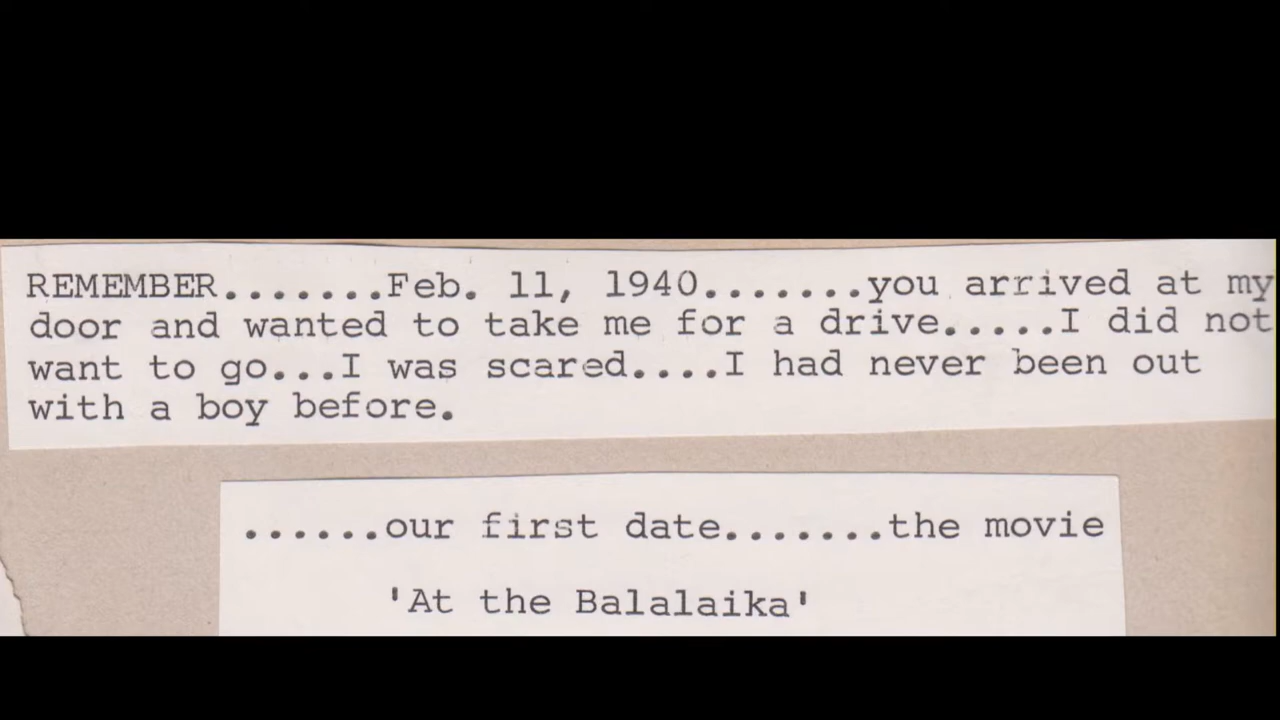 REMEMBER.......Feb. 11, 1940.......you arrived at my
door and wanted to take me for a drive.....I did not
want to go...I was scared....I had never been out
with a boy before.
......our first date.......the movie
'At the Balalaika'